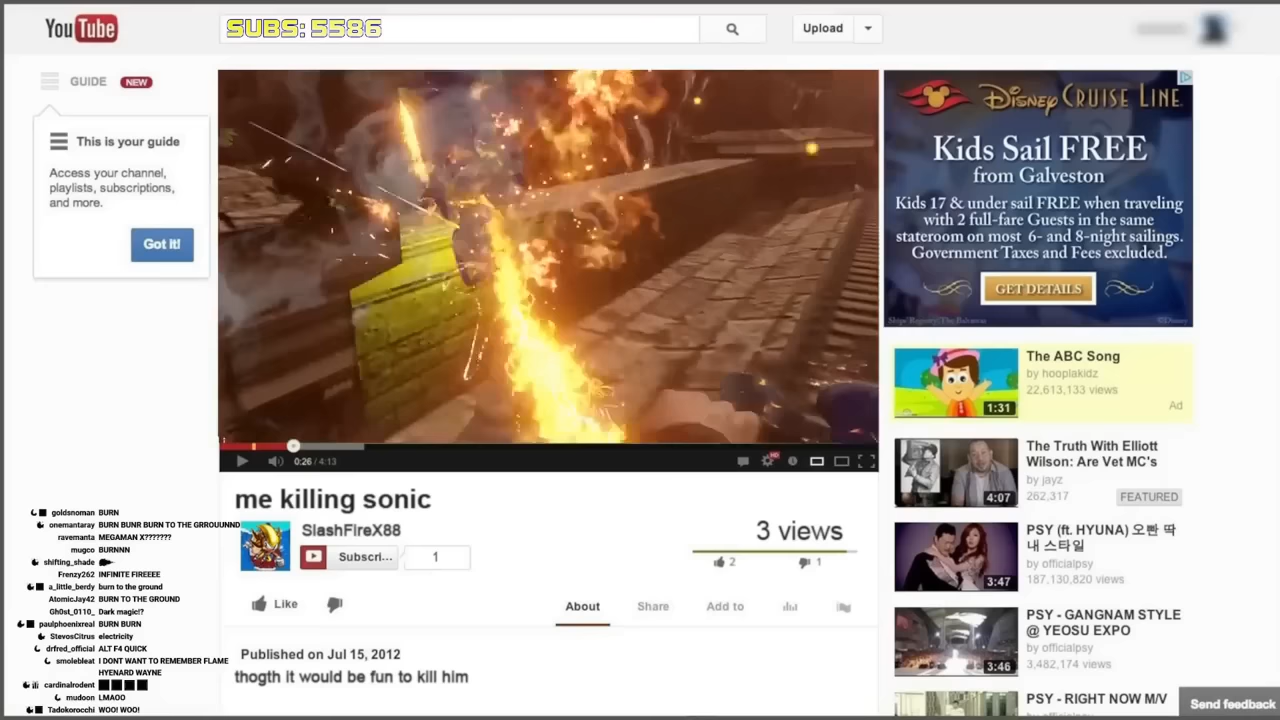 YouTube
SUBS: 5586
Upload
GUIDE
NEW
This is your guide
Access your channel,
playlists, subscriptions,
and more.
Got it!
DISNEY CRUISE LINE
Kids Sail FREE
from Galveston
Kids 17 & under sail FREE when traveling
with 2 full-fare Guests in the same
stateroom on most 6- and 8-night sailings.
Government Taxes and Fees excluded.
GET DETAILS
Ships' Registry: The Bahamas
©Disney
0:26 / 4:13
HD
me killing sonic
SlashFireX88
Subscri...
1
3 views
2
1
Like
About
Share
Add to
Published on Jul 15, 2012
thogth it would be fun to kill him
The ABC Song
by hooplakidz
22,613,133 views
Ad
1:31
The Truth With Elliott
Wilson: Are Vet MC's
by jayz
262,317
FEATURED
4:07
PSY (ft. HYUNA) 오빤 딱
내 스타일
by officialpsy
187,130,820 views
3:47
PSY - GANGNAM STYLE
@ YEOSU EXPO
by officialpsy
3,482,174 views
3:46
PSY - RIGHT NOW M/V
Send feedback
goldsnoman BURN
onemantaray BURN BUNR BURN TO THE GRROUUNND
ravemanta MEGAMAN X???????
mugco BURNNN
shifting_shade
Frenzy262 INFINITE FIREEEE
a_little_berdy burn to the ground
AtomicJay42 BURN TO THE GROUND
Gh0st_0110_ Dark magic!?
paulphoenixreal BURN BURN
StevosCitrus electricity
drfred_official ALT F4 QUICK
smolebleat I DONT WANT TO REMEMBER FLAME
HYENARD WAYNE
cardinalrodent
mudoon LMAOO
Tadokorocchi WOO! WOO!